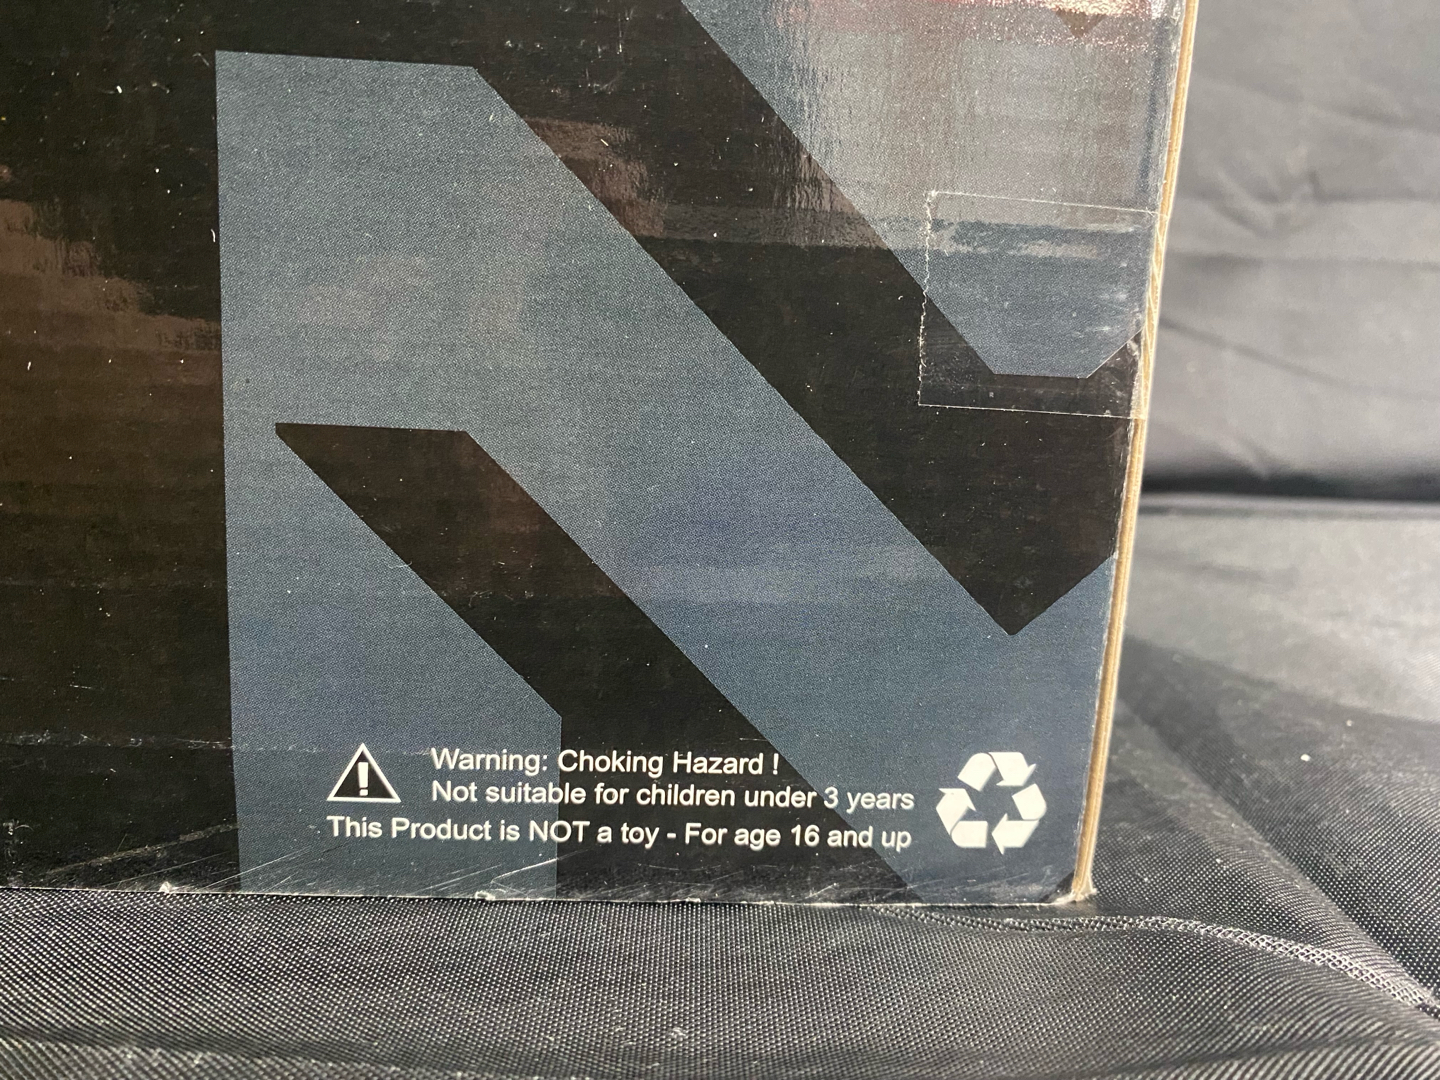 Warning: Choking Hazard !
Not suitable for children under 3 years
This Product is NOT a toy - For age 16 and up